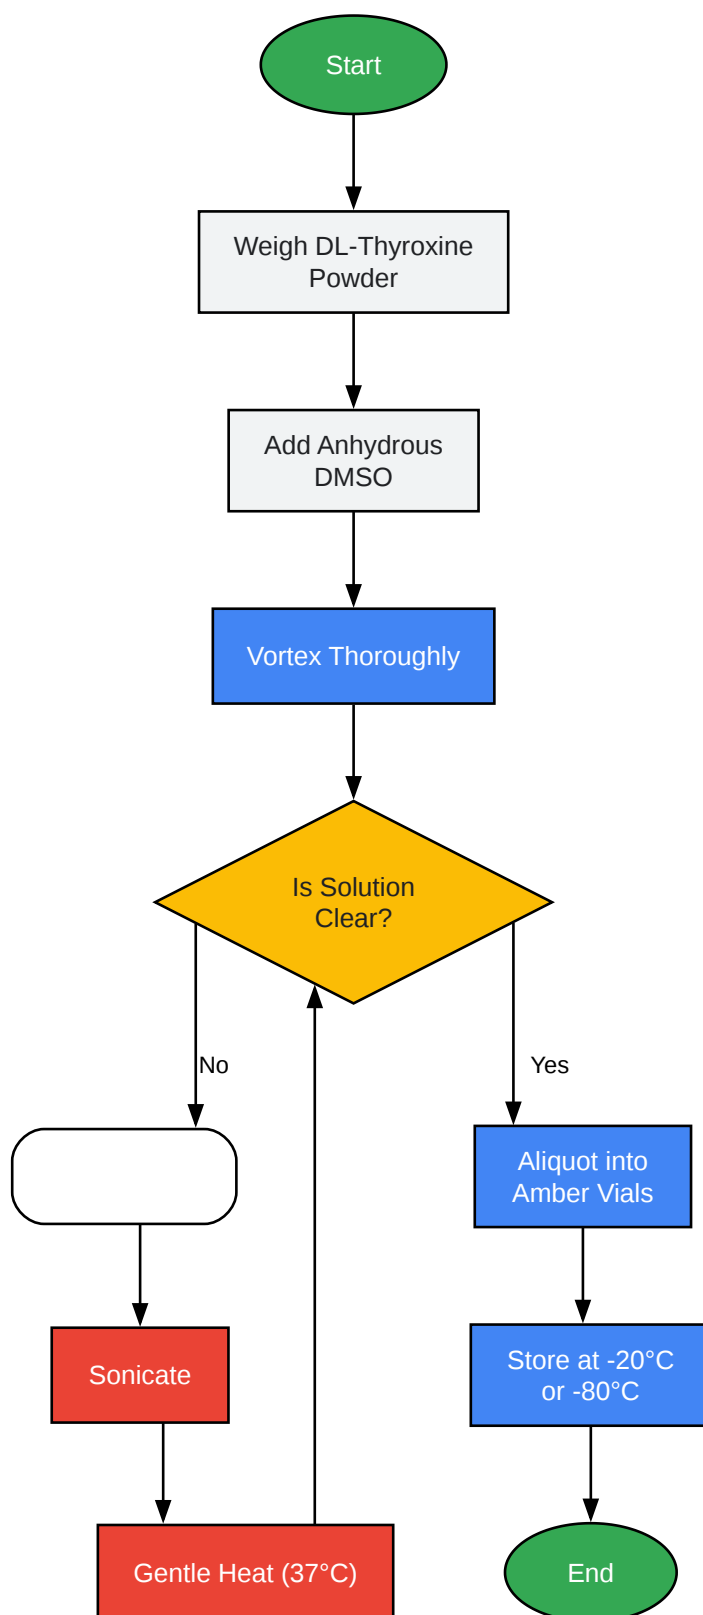 Start
Weigh DL-Thyroxine
Powder
Add Anhydrous
DMSO
Vortex Thoroughly
Is Solution
Clear?
No
Yes
Aliquot into
Amber Vials
Sonicate
Store at -20°C
or -80°C
Gentle Heat (37°C)
End